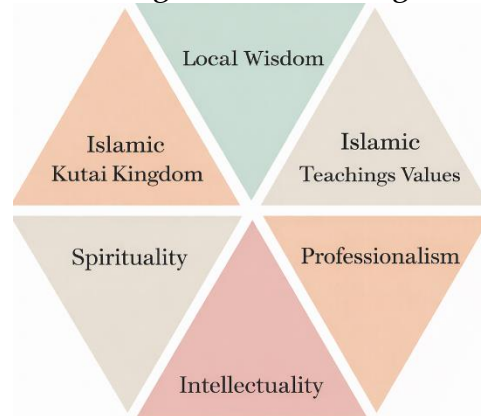 Local Wisdom
Islamic
Kutai Kingdom
Islamic
Teachings Values
Spirituality
Professionalism
Intellectuality